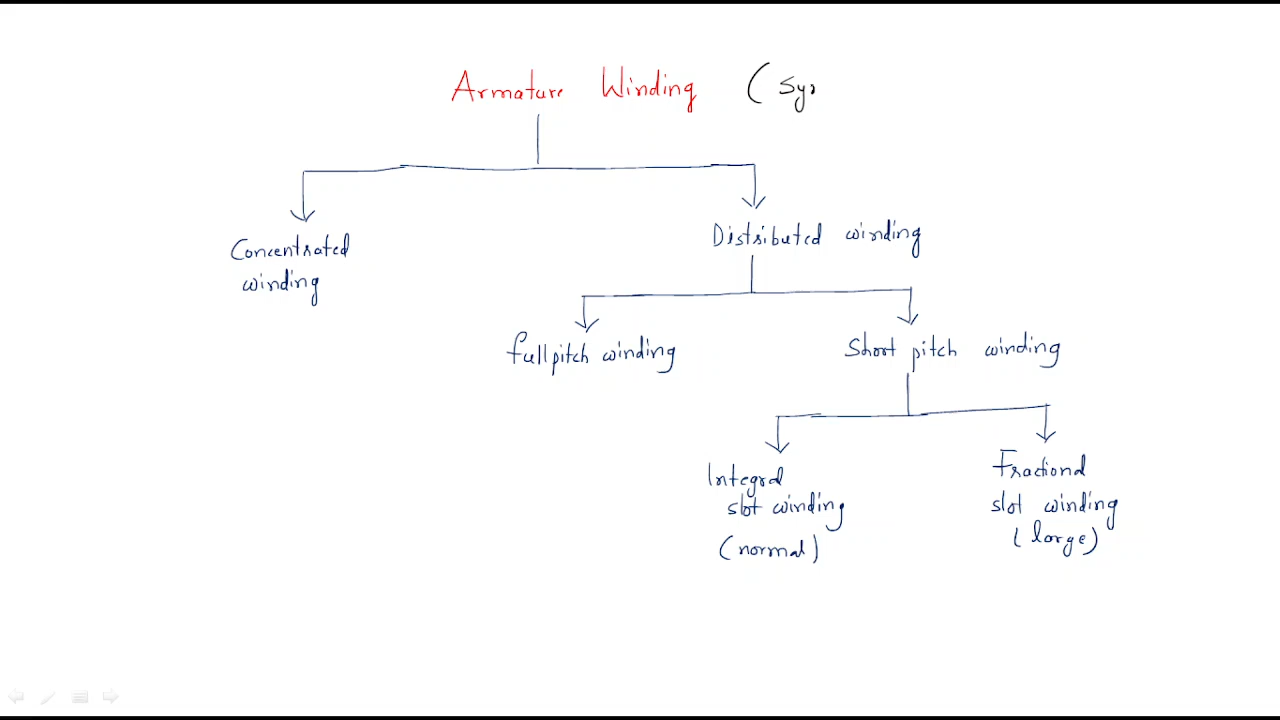 Armature Winding (Syn
Concentrated
winding
Distributed winding
fullpitch winding
Short pitch winding
Integral
slot winding
(normal)
Fractional
slot winding
(large)